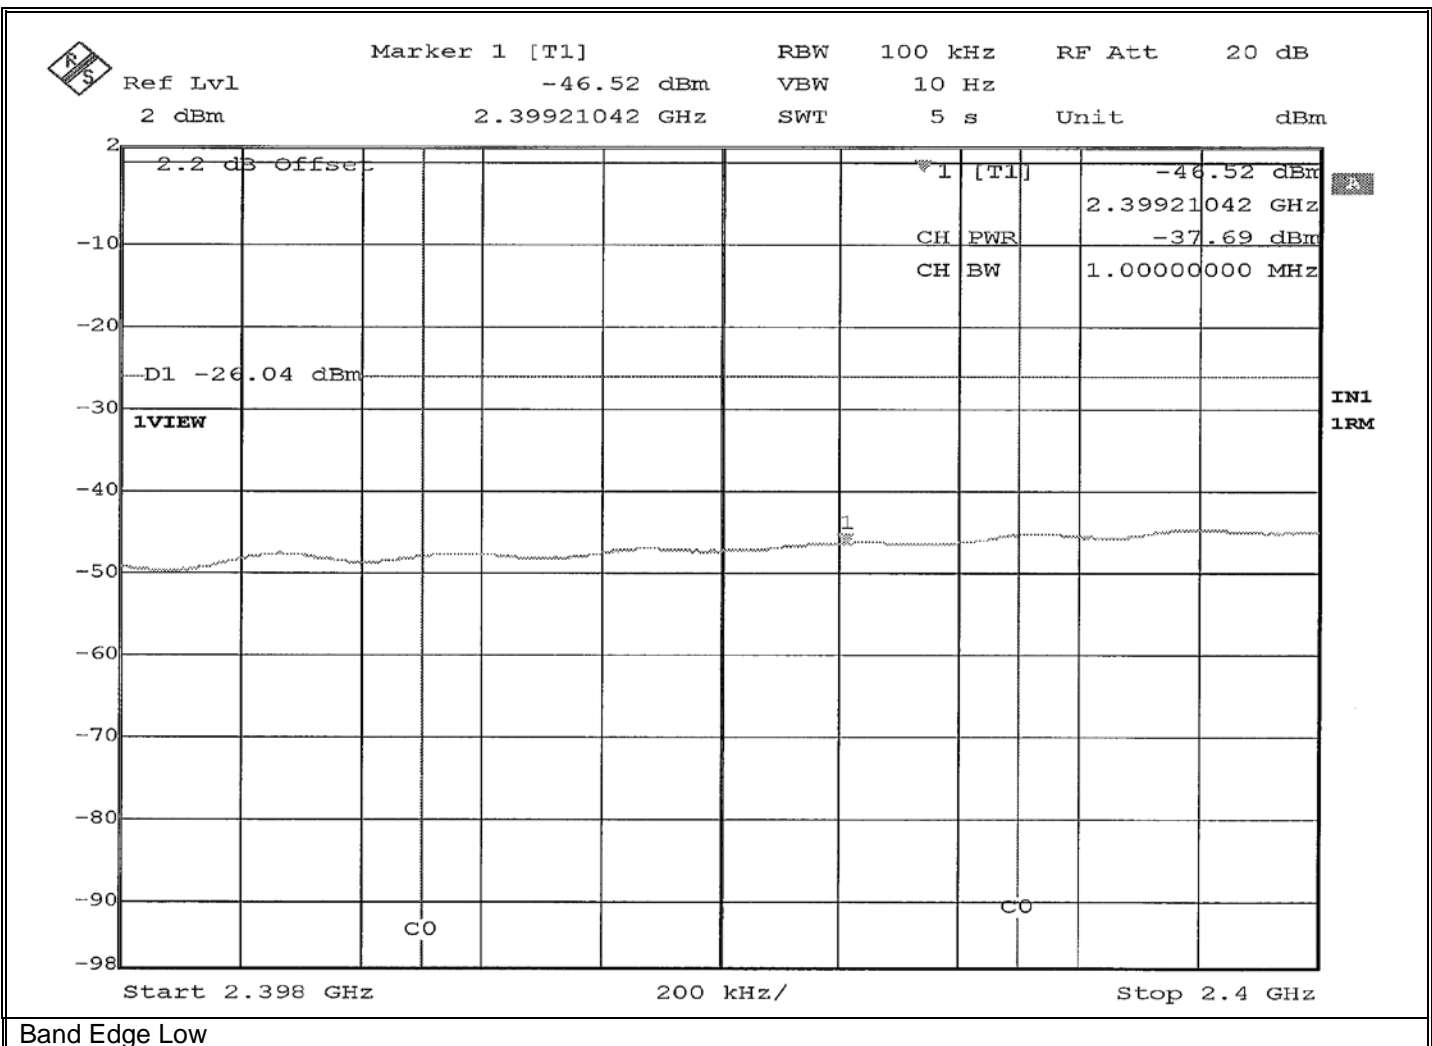 Marker 1 [T1] RBW 100 kHz RF Att 20 dB
Ref Lvl -46.52 dBm VBW 10 Hz
2 dBm 2.39921042 GHz SWT 5 s Unit dBm
R S
2
2.2 dB Offset 1 [T1] -46.52 dBm
A
2.39921042 GHz
-10 CH PWR -37.69 dBm
CH BW 1.00000000 MHz
-20
D1 -26.04 dBm
-30 IN1
1VIEW 1RM
-40
1
-50
-60
-70
-80
-90
C0
C0
-98
Start 2.398 GHz 200 kHz/ Stop 2.4 GHz
Band Edge Low